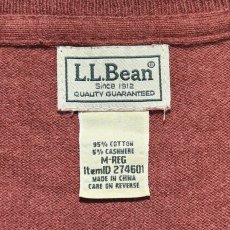 L.L.Bean®
Since 1912
QUALITY GUARANTEED
95% COTTON
5% CASHMERE
M-REG
ItemID 274601
MADE IN CHINA
CARE ON REVERSE